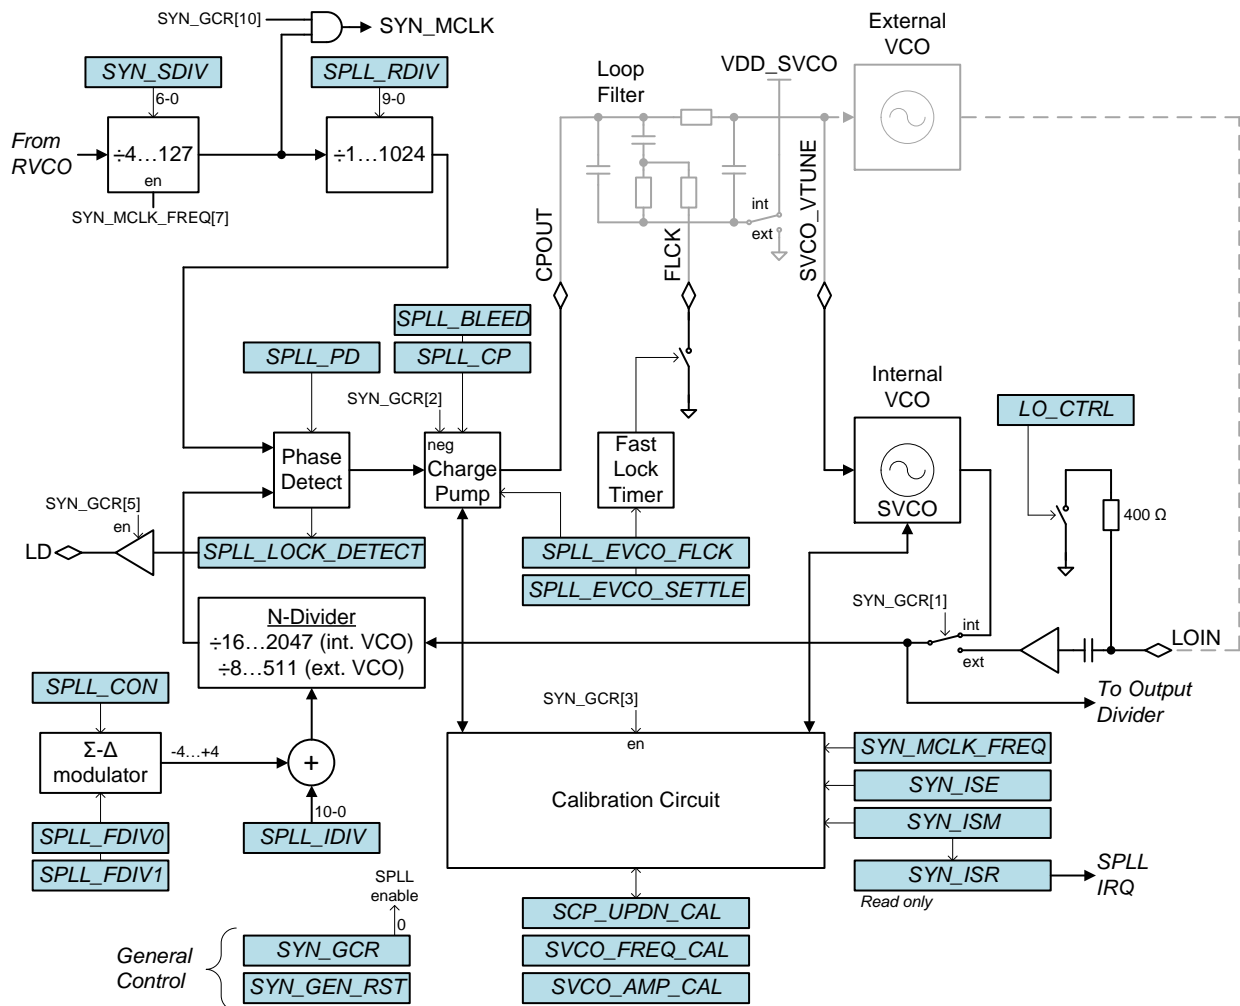 SYN_GCR[10]
SYN_MCLK
SYN_SDIV
6-0
SPLL_RDIV
9-0
From
RVCO
÷4…127
en
SYN_MCLK_FREQ[7]
÷1…1024
Loop
Filter
VDD_SVCO
External
VCO
int
ext
CPOUT
FLCK
SVCO_VTUNE
SPLL_BLEED
SPLL_CP
SPLL_PD
SYN_GCR[2]
neg
Charge
Pump
Phase
Detect
Fast
Lock
Timer
Internal
VCO
SVCO
LO_CTRL
400 Ω
SYN_GCR[5]
en
LD
SPLL_LOCK_DETECT
SPLL_EVCO_FLCK
SPLL_EVCO_SETTLE
SYN_GCR[1]
int
ext
LOIN
To Output
Divider
N-Divider
÷16…2047 (int. VCO)
÷8…511 (ext. VCO)
SPLL_CON
Σ-Δ
modulator
-4…+4
+
10-0
SPLL_IDIV
SPLL_FDIV0
SPLL_FDIV1
SYN_GCR[3]
en
Calibration Circuit
SYN_MCLK_FREQ
SYN_ISE
SYN_ISM
SYN_ISR
Read only
SPLL
IRQ
SCP_UPDN_CAL
SVCO_FREQ_CAL
SVCO_AMP_CAL
SPLL
enable
0
General
Control
SYN_GCR
SYN_GEN_RST